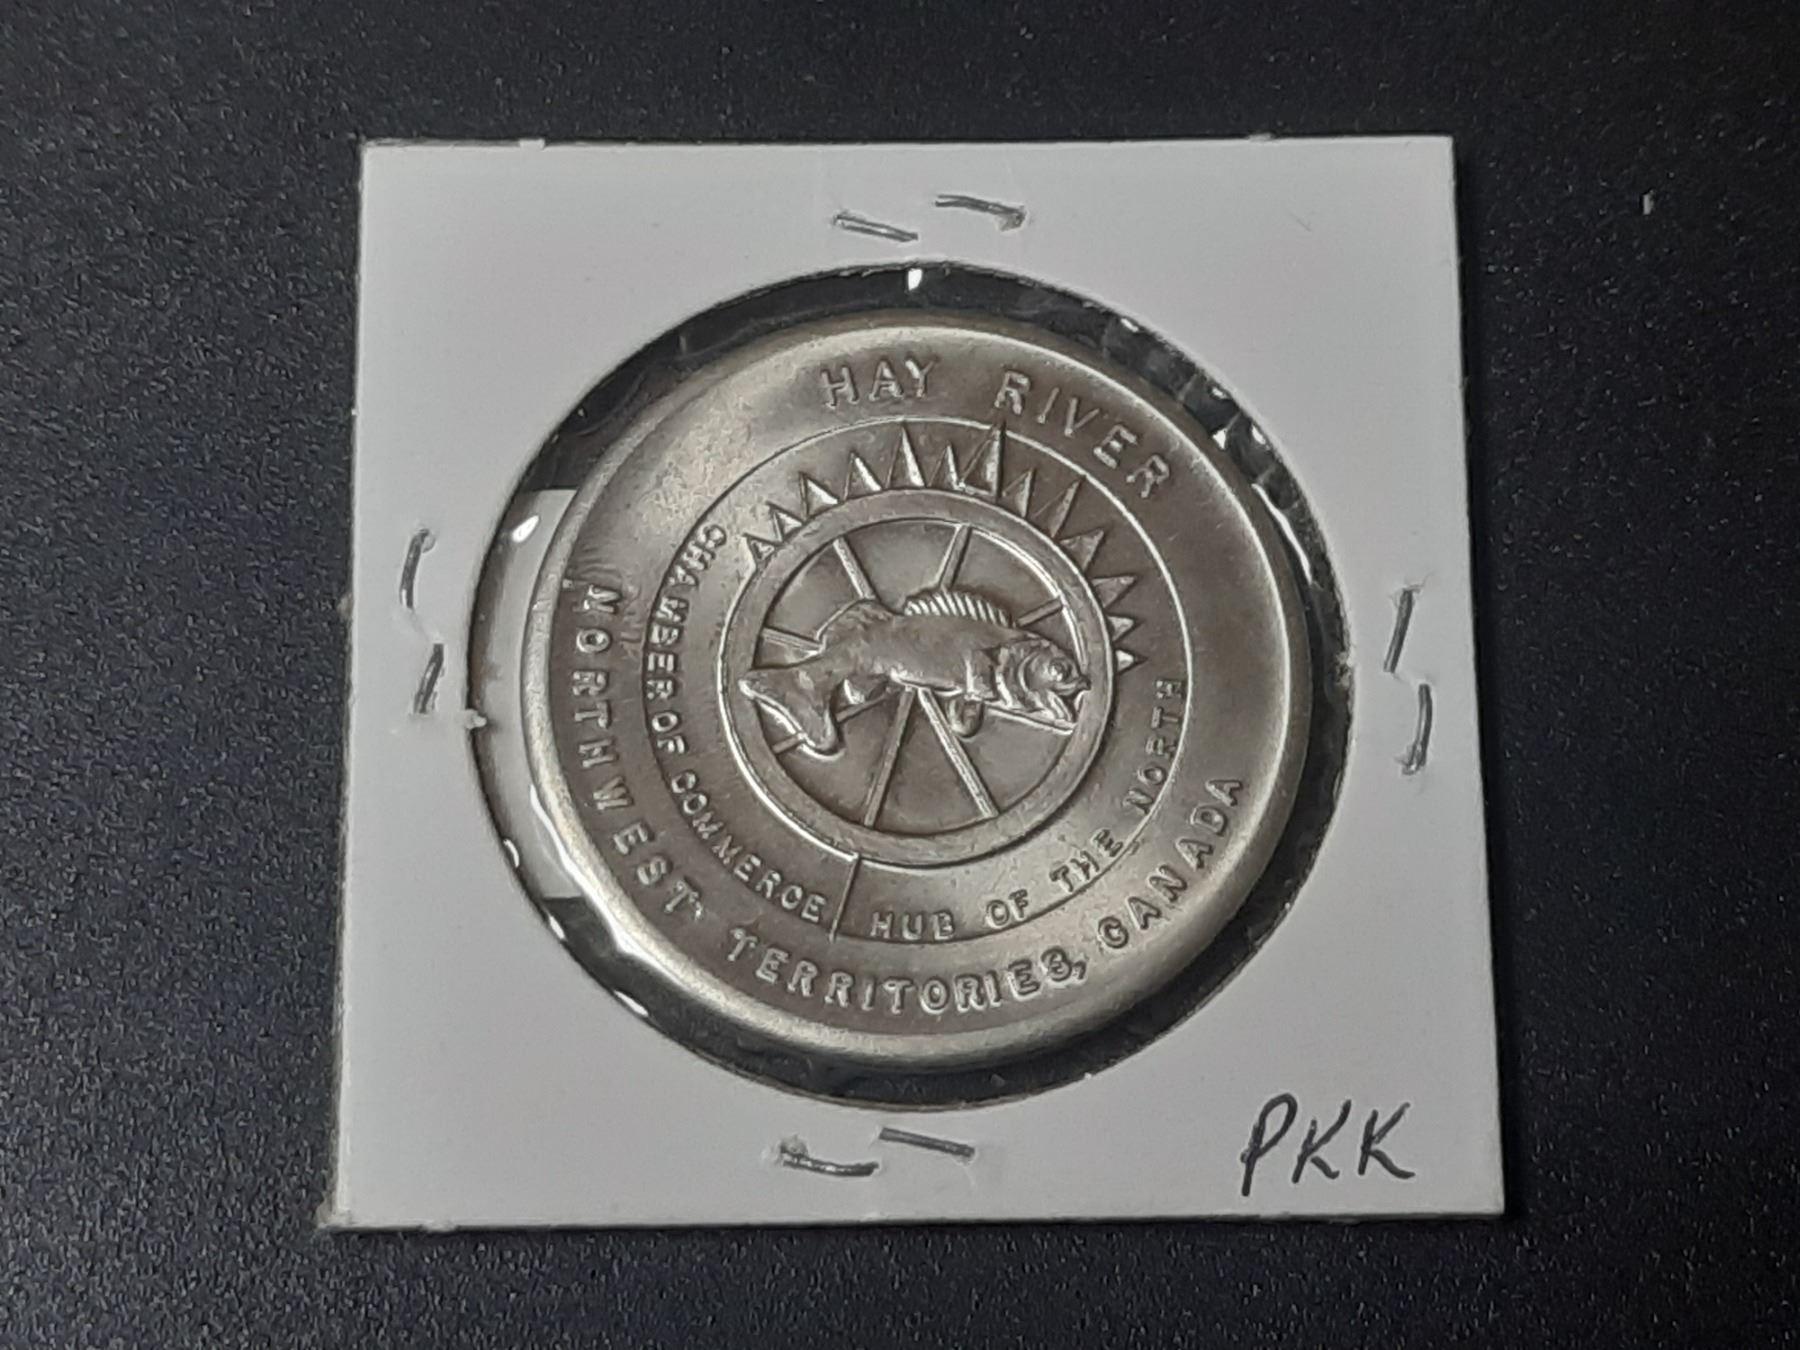 HAY RIVER
CHAMBER OF COMMERCE
HUB OF THE NORTH
NORTHWEST TERRITORIES, CANADA
PKK